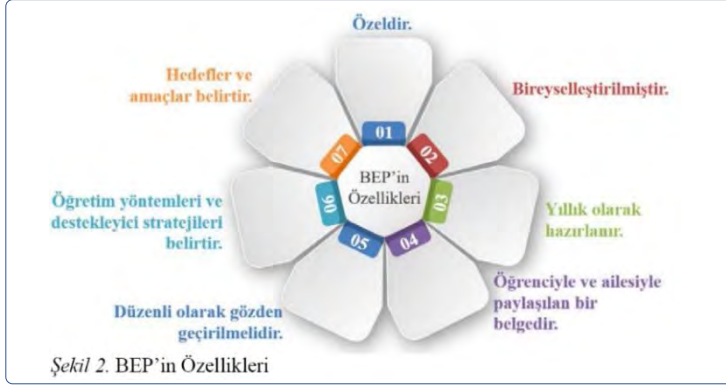 Özeldir.
01
Bireyselleştirilmiştir.
02
Yıllık olarak
hazırlanır.
03
Öğrenciyle ve ailesiyle
paylaşılan bir
belgedir.
04
Düzenli olarak gözden
geçirilmelidir.
05
Öğretim yöntemleri ve
destekleyici stratejileri
belirtir.
06
Hedefler ve
amaçlar belirtir.
07
BEP’in
Özellikleri
Şekil 2. BEP’in Özellikleri